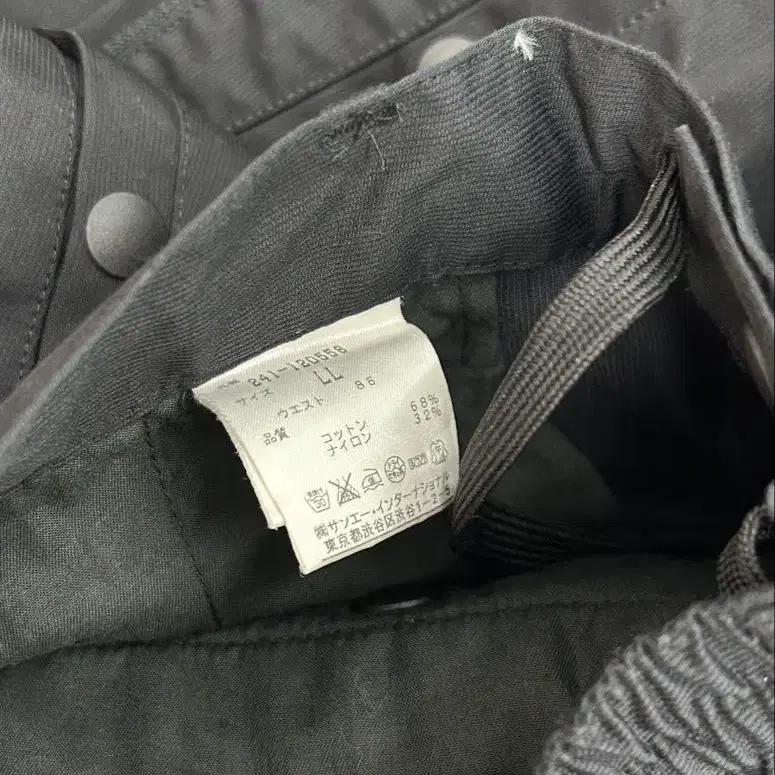 241-120558
サイズ LL
ウエスト 86
品質 コットン 68%
ナイロン 32%
30
㈱サンエー・インターナショナル
東京都渋谷区渋谷1-2-5